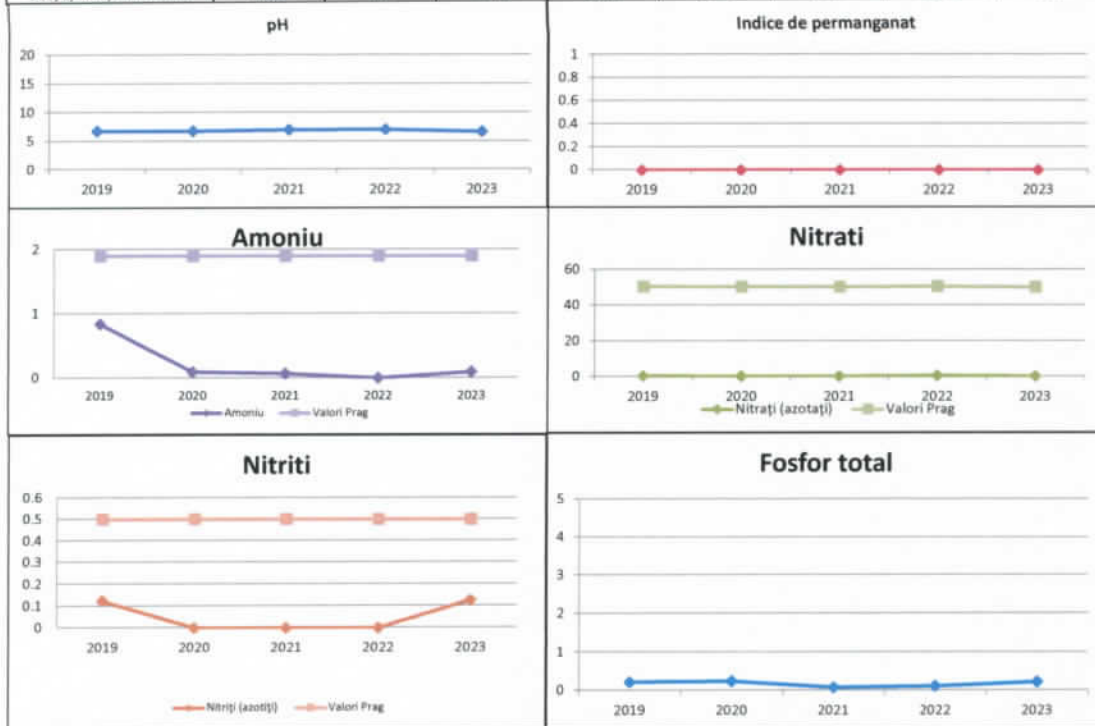 pH
20
15
10
5
0
2019 2020 2021 2022 2023
Indice de permanganat
1
0.8
0.6
0.4
0.2
0
2019 2020 2021 2022 2023
Amoniu
2
1
0
2019 2020 2021 2022 2023
Amoniu Valori Prag
Nitrati
60
40
20
0
2019 2020 2021 2022 2023
Nitrați (azotați) Valori Prag
Nitriti
0.6
0.5
0.4
0.3
0.2
0.1
0
2019 2020 2021 2022 2023
Nitriți (azotiți) Valori Prag
Fosfor total
5
4
3
2
1
0
2019 2020 2021 2022 2023